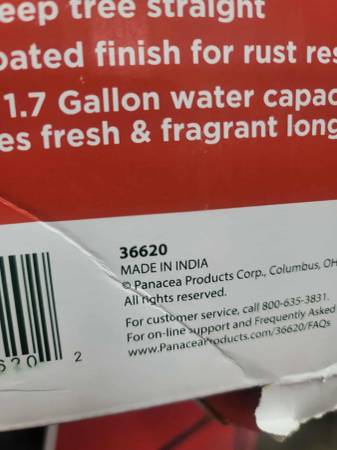 eep tree straight
oated finish for rust res
1.7 Gallon water capac
es fresh & fragrant long
36620
MADE IN INDIA
© Panacea Products Corp., Columbus, OH
All rights reserved.
For customer service, call 800-635-3831.
For on-line support and Frequently Asked
www.PanaceaProducts.com/36620/FAQs
620 2